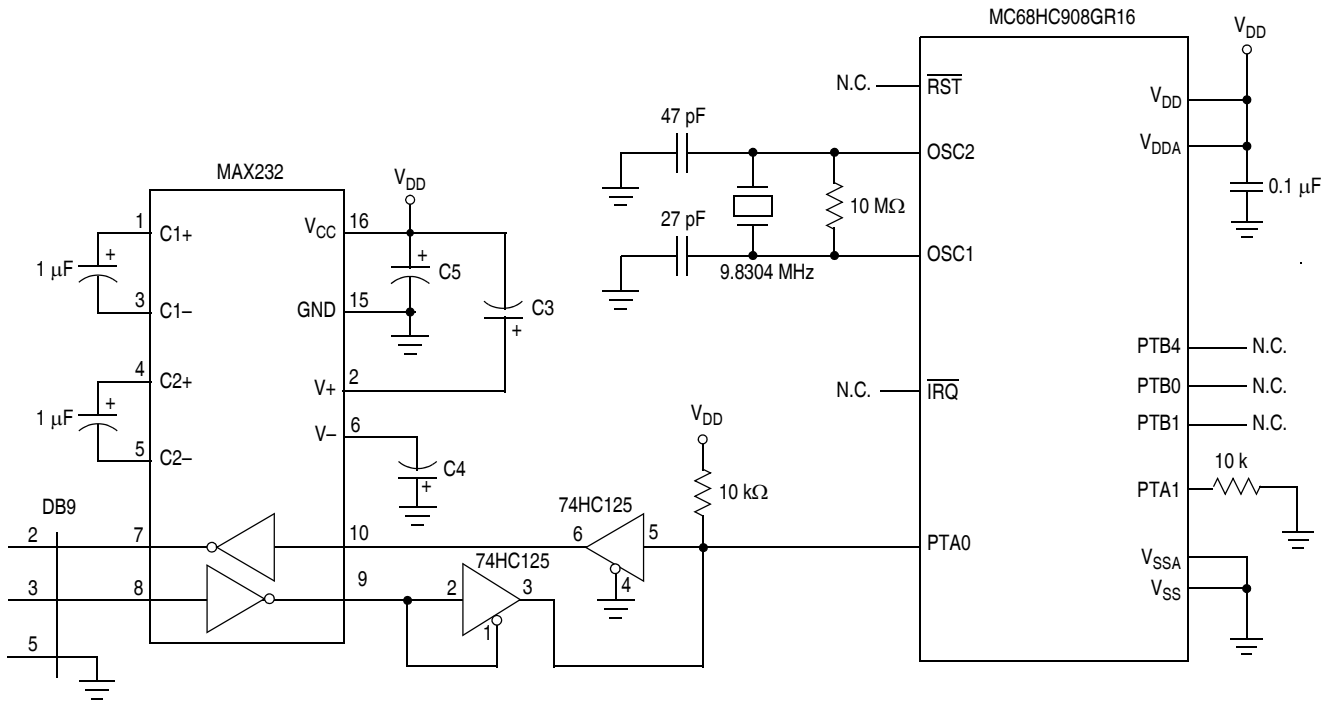 MC68HC908GR16
V_DD
N.C.
RST
V_DD
47 pF
V_DDA
OSC2
0.1 µF
10 MΩ
27 pF
OSC1
9.8304 MHz
MAX232
V_DD
1
C1+
V_CC
16
1 µF
+
+
C5
3
C1–
GND
15
C3
+
4
C2+
V+
2
1 µF
+
V–
6
5
C2–
C4
+
N.C.
IRQ
PTB4
N.C.
PTB0
N.C.
PTB1
N.C.
V_DD
10 k
PTA1
10 kΩ
74HC125
DB9
2
7
10
6
5
4
PTA0
V_SSA
V_SS
74HC125
3
8
9
2
3
1
5